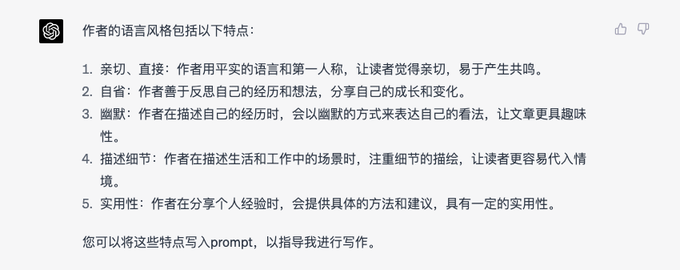 作者的语言风格包括以下特点：
1. 亲切、直接：作者用平实的语言和第一人称，让读者觉得亲切，易于产生共鸣。
2. 自省：作者善于反思自己的经历和想法，分享自己的成长和变化。
3. 幽默：作者在描述自己的经历时，会以幽默的方式来表达自己的看法，让文章更具趣味
性。
4. 描述细节：作者在描述生活和工作中的场景时，注重细节的描绘，让读者更容易代入情
境。
5. 实用性：作者在分享个人经验时，会提供具体的方法和建议，具有一定的实用性。
您可以将这些特点写入prompt，以指导我进行写作。